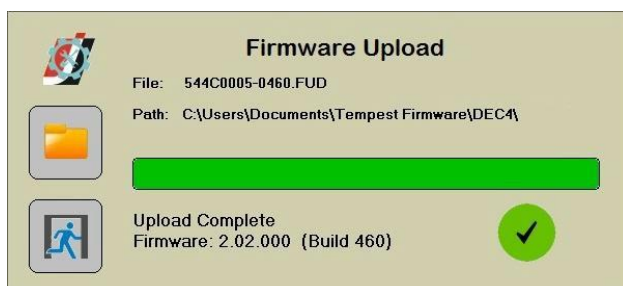 Firmware Upload
File: 544C0005-0460.FUD
Path: C:\Users\Documents\Tempest Firmware\DEC4\
Upload Complete
Firmware: 2.02.000 (Build 460)